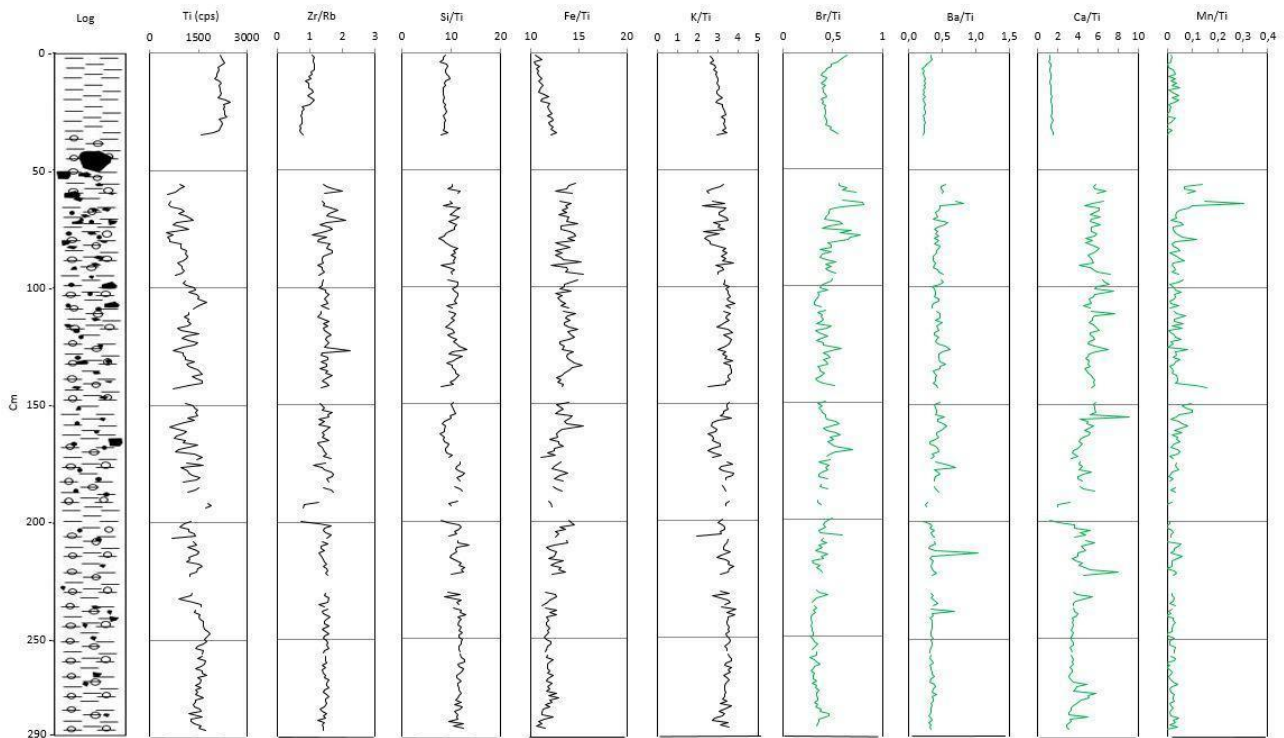 Log Ti (cps) Zr/Rb Si/Ti Fe/Ti K/Ti Br/Ti Ba/Ti Ca/Ti Mn/Ti
0 1500 3000 0 1 2 3 0 10 20 10 15 20 0 1 2 3 4 5 0 0,5 1 0,0 0,5 1,0 1,5 0 2 4 6 8 10 0 0,1 0,2 0,3 0,4
0
50
100
Cm
150
200
250
290